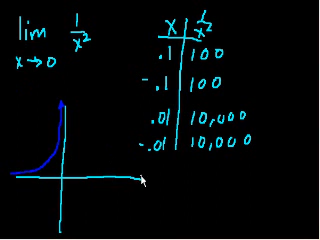 lim 1/x²
x→0
x | 1/x²
.1 | 100
-.1 | 100
.01 | 10,000
-.01 | 10,000